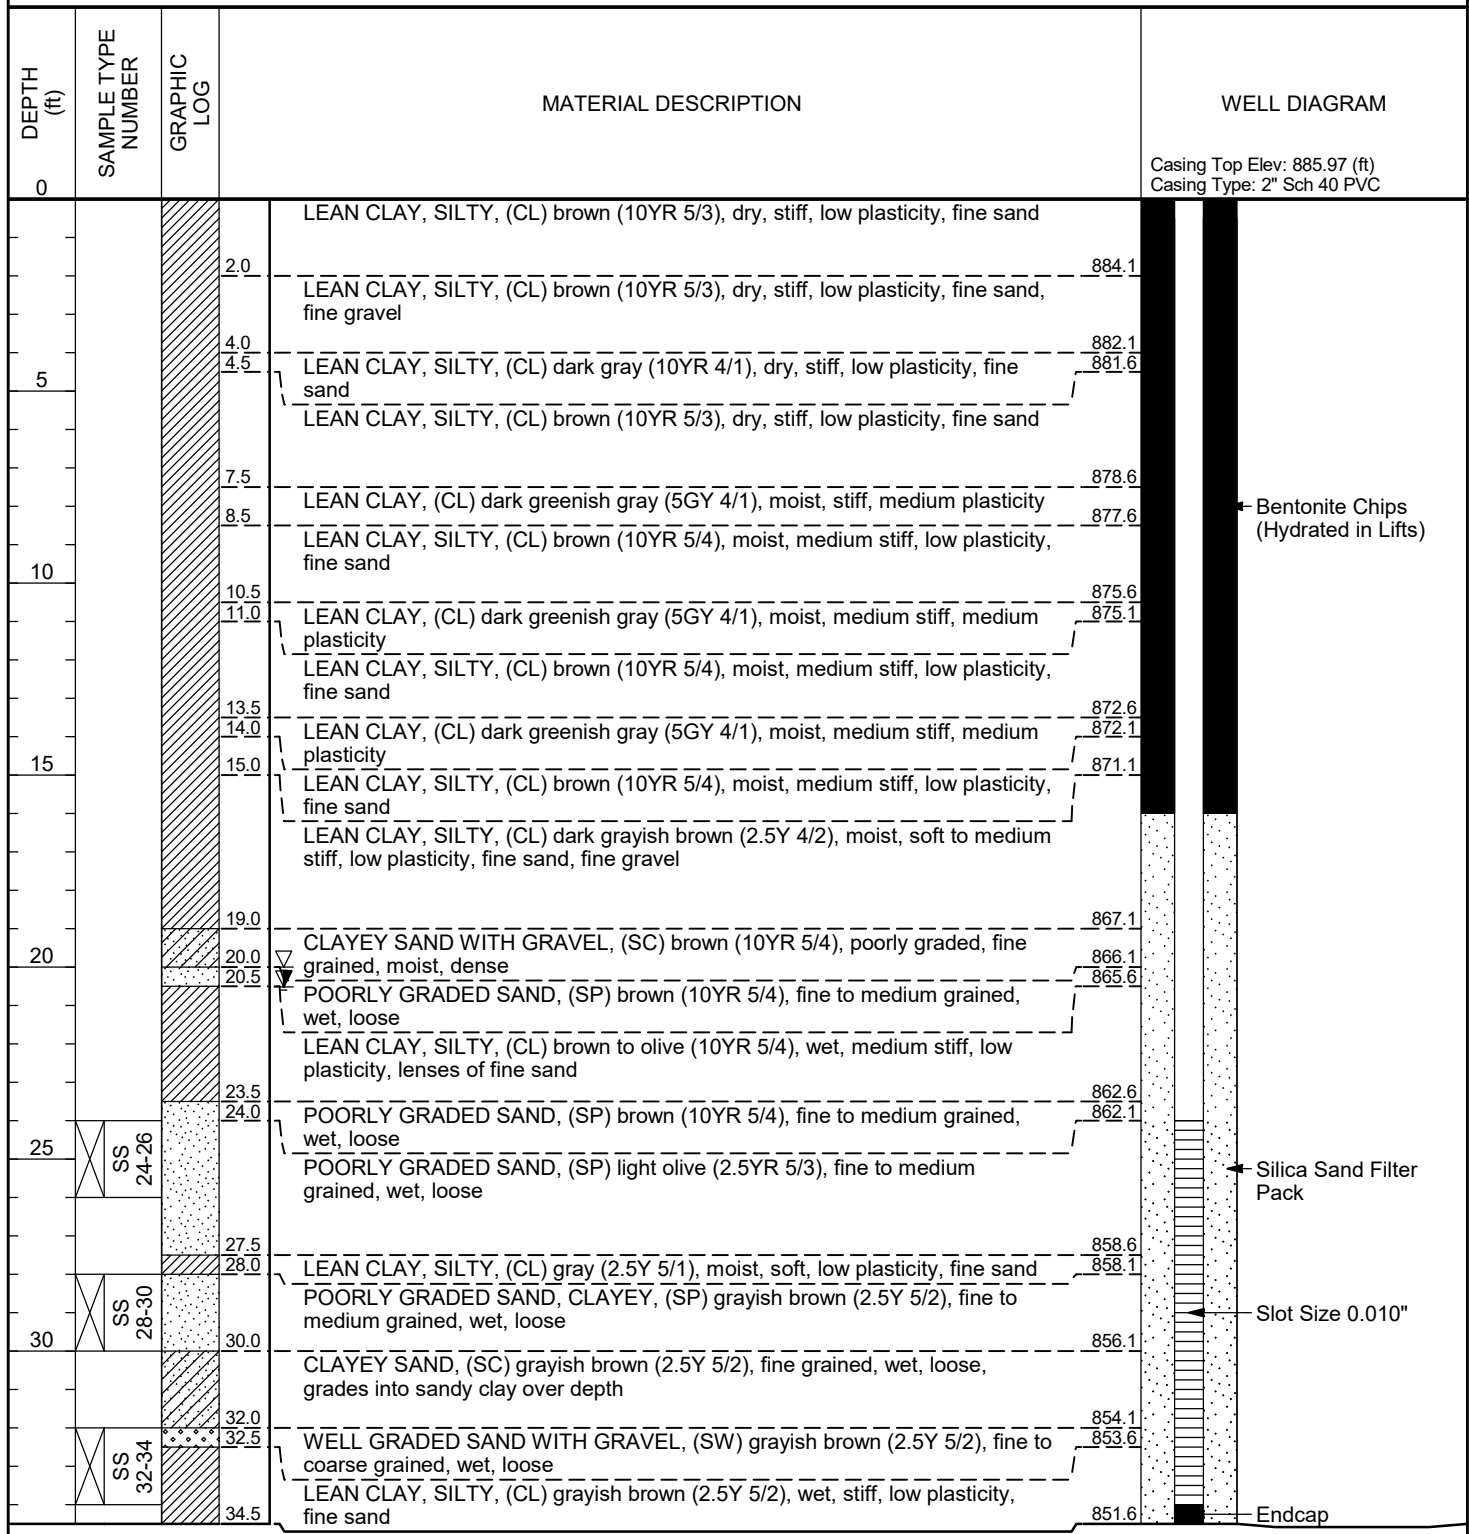 DEPTH
(ft)
SAMPLE TYPE
NUMBER
GRAPHIC
LOG
MATERIAL DESCRIPTION
WELL DIAGRAM
Casing Top Elev: 885.97 (ft)
Casing Type: 2" Sch 40 PVC
0
LEAN CLAY, SILTY, (CL) brown (10YR 5/3), dry, stiff, low plasticity, fine sand
2.0
884.1
LEAN CLAY, SILTY, (CL) brown (10YR 5/3), dry, stiff, low plasticity, fine sand,
fine gravel
4.0
882.1
4.5
881.6
LEAN CLAY, SILTY, (CL) dark gray (10YR 4/1), dry, stiff, low plasticity, fine
sand
5
LEAN CLAY, SILTY, (CL) brown (10YR 5/3), dry, stiff, low plasticity, fine sand
7.5
878.6
LEAN CLAY, (CL) dark greenish gray (5GY 4/1), moist, stiff, medium plasticity
Bentonite Chips
(Hydrated in Lifts)
8.5
877.6
LEAN CLAY, SILTY, (CL) brown (10YR 5/4), moist, medium stiff, low plasticity,
fine sand
10
10.5
875.6
11.0
875.1
LEAN CLAY, (CL) dark greenish gray (5GY 4/1), moist, medium stiff, medium
plasticity
LEAN CLAY, SILTY, (CL) brown (10YR 5/4), moist, medium stiff, low plasticity,
fine sand
13.5
872.6
14.0
872.1
LEAN CLAY, (CL) dark greenish gray (5GY 4/1), moist, medium stiff, medium
plasticity
15
15.0
871.1
LEAN CLAY, SILTY, (CL) brown (10YR 5/4), moist, medium stiff, low plasticity,
fine sand
LEAN CLAY, SILTY, (CL) dark grayish brown (2.5Y 4/2), moist, soft to medium
stiff, low plasticity, fine sand, fine gravel
19.0
867.1
CLAYEY SAND WITH GRAVEL, (SC) brown (10YR 5/4), poorly graded, fine
grained, moist, dense
20
20.0
866.1
20.5
865.6
POORLY GRADED SAND, (SP) brown (10YR 5/4), fine to medium grained,
wet, loose
LEAN CLAY, SILTY, (CL) brown to olive (10YR 5/4), wet, medium stiff, low
plasticity, lenses of fine sand
23.5
862.6
24.0
862.1
POORLY GRADED SAND, (SP) brown (10YR 5/4), fine to medium grained,
wet, loose
SS
24-26
25
POORLY GRADED SAND, (SP) light olive (2.5YR 5/3), fine to medium
grained, wet, loose
Silica Sand Filter
Pack
27.5
858.6
28.0
858.1
LEAN CLAY, SILTY, (CL) gray (2.5Y 5/1), moist, soft, low plasticity, fine sand
POORLY GRADED SAND, CLAYEY, (SP) grayish brown (2.5Y 5/2), fine to
medium grained, wet, loose
SS
28-30
Slot Size 0.010"
30
30.0
856.1
CLAYEY SAND, (SC) grayish brown (2.5Y 5/2), fine grained, wet, loose,
grades into sandy clay over depth
32.0
854.1
32.5
853.6
WELL GRADED SAND WITH GRAVEL, (SW) grayish brown (2.5Y 5/2), fine to
coarse grained, wet, loose
SS
32-34
LEAN CLAY, SILTY, (CL) grayish brown (2.5Y 5/2), wet, stiff, low plasticity,
fine sand
34.5
851.6
Endcap